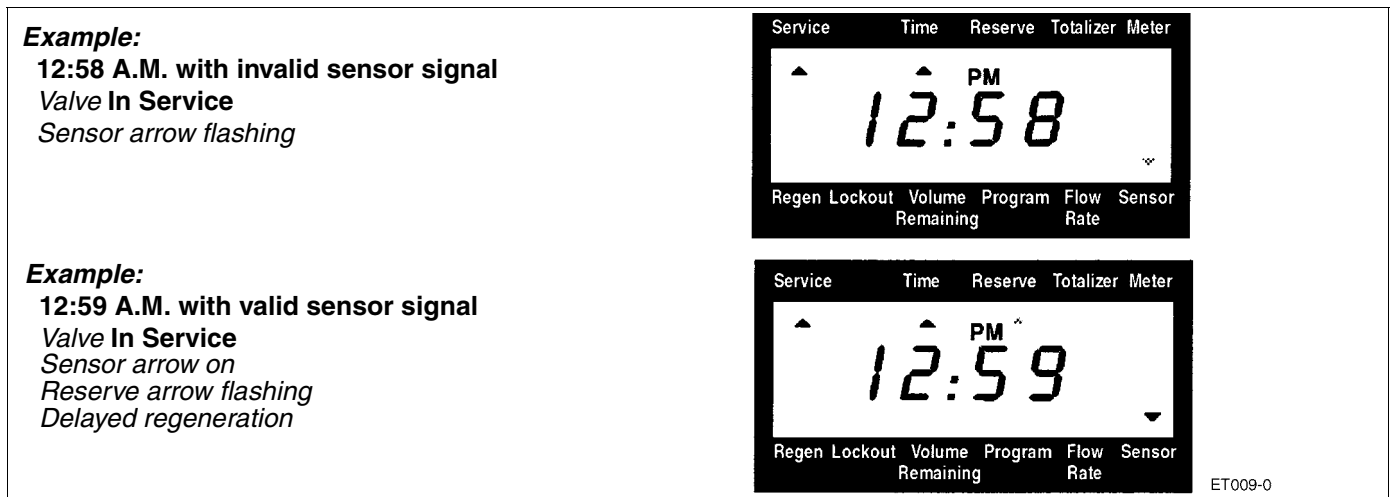 Example:
12:58 A.M. with invalid sensor signal
Valve In Service
Sensor arrow flashing
Service Time Reserve Totalizer Meter
PM
12:58
Regen Lockout Volume Remaining Program Flow Rate Sensor
Example:
12:59 A.M. with valid sensor signal
Valve In Service
Sensor arrow on
Reserve arrow flashing
Delayed regeneration
Service Time Reserve Totalizer Meter
PM
12:59
Regen Lockout Volume Remaining Program Flow Rate Sensor
ET009-0